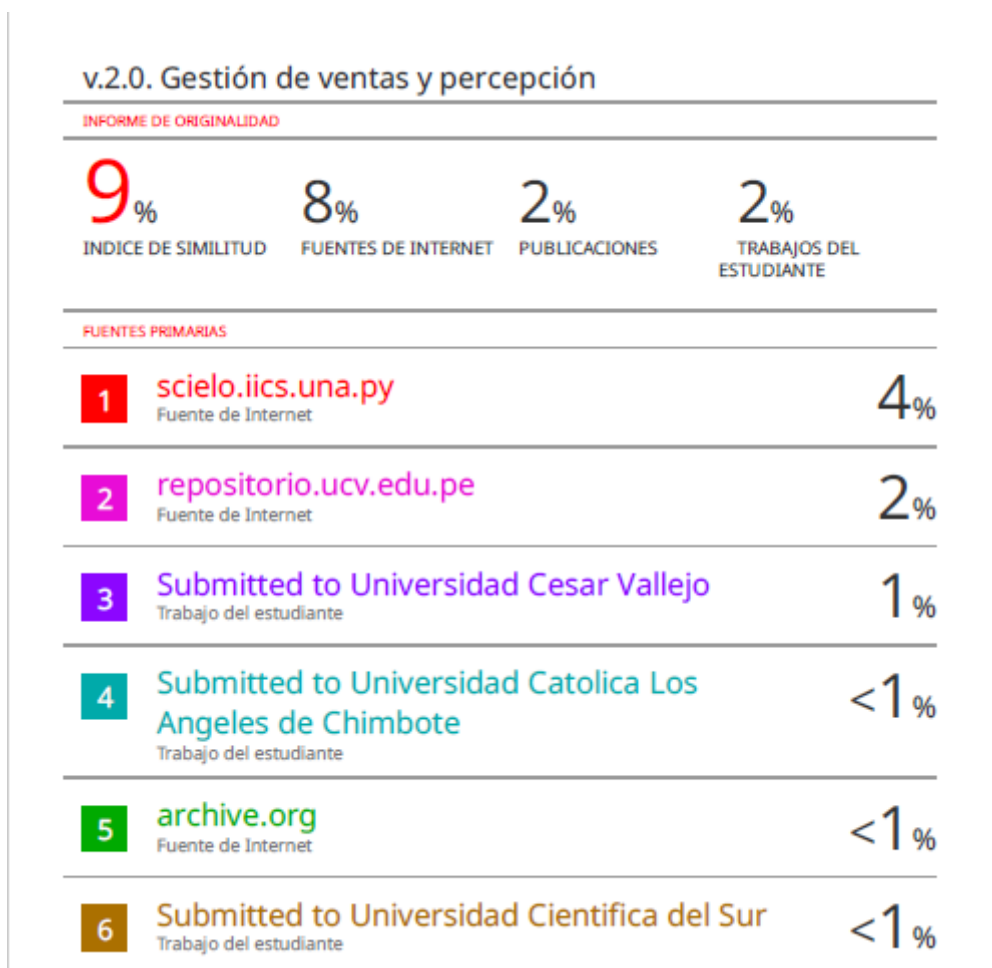 v.2.0. Gestión de ventas y percepción
INFORME DE ORIGINALIDAD
9%
8%
2%
2%
INDICE DE SIMILITUD
FUENTES DE INTERNET
PUBLICACIONES
TRABAJOS DEL
ESTUDIANTE
FUENTES PRIMARIAS
1
scielo.iics.una.py
Fuente de Internet
4%
2
repositorio.ucv.edu.pe
Fuente de Internet
2%
3
Submitted to Universidad Cesar Vallejo
Trabajo del estudiante
1%
4
Submitted to Universidad Catolica Los
Angeles de Chimbote
Trabajo del estudiante
<1%
5
archive.org
Fuente de Internet
<1%
6
Submitted to Universidad Cientifica del Sur
Trabajo del estudiante
<1%